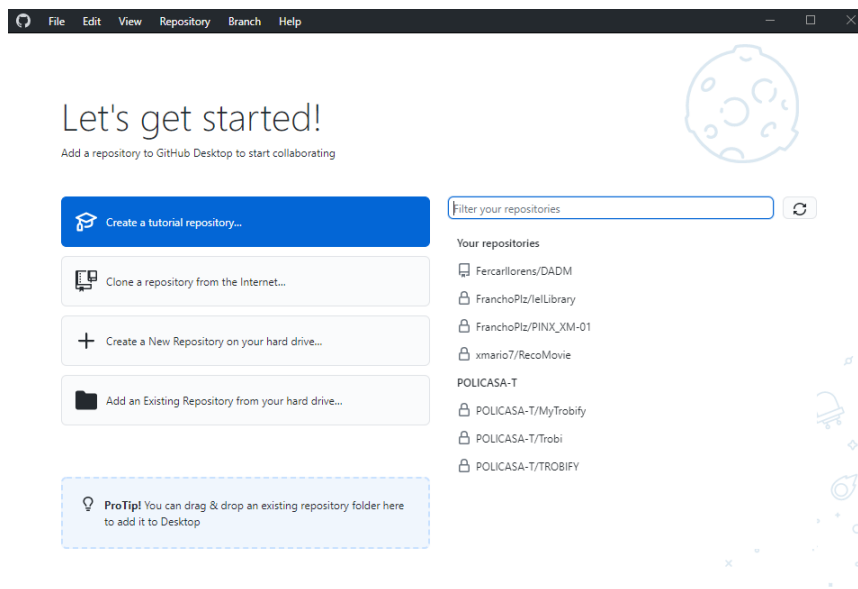 File Edit View Repository Branch Help
Let's get started!
Add a repository to GitHub Desktop to start collaborating
Create a tutorial repository...
Clone a repository from the Internet...
Create a New Repository on your hard drive...
Add an Existing Repository from your hard drive...
ProTip! You can drag & drop an existing repository folder here
to add it to Desktop
Filter your repositories
Your repositories
Fercarllorens/DADM
FranchoPlz/lelLibrary
FranchoPlz/PINX_XM-01
xmario7/RecoMovie
POLICASA-T
POLICASA-T/MyTrobify
POLICASA-T/Trobi
POLICASA-T/TROBIFY